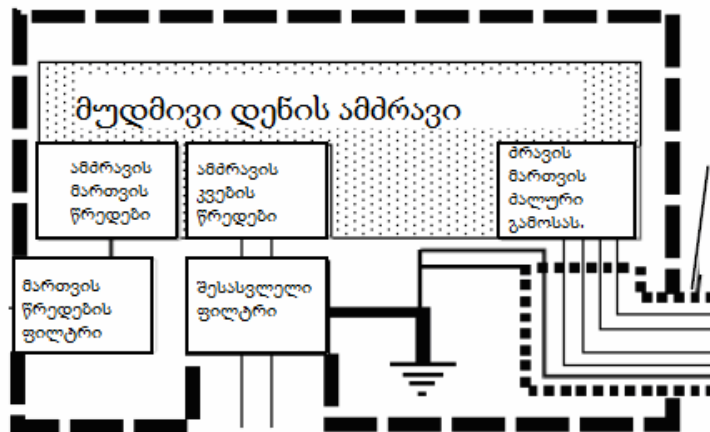 მუდმივი დენის ამძრავი
ამძრავის
მართვის
წრედები
ამძრავის
კვების
წრედები
ძრავის
მართვის
ძალური
გამოსას.
მართვის
წრედების
ფილტრი
შესასვლელი
ფილტრი